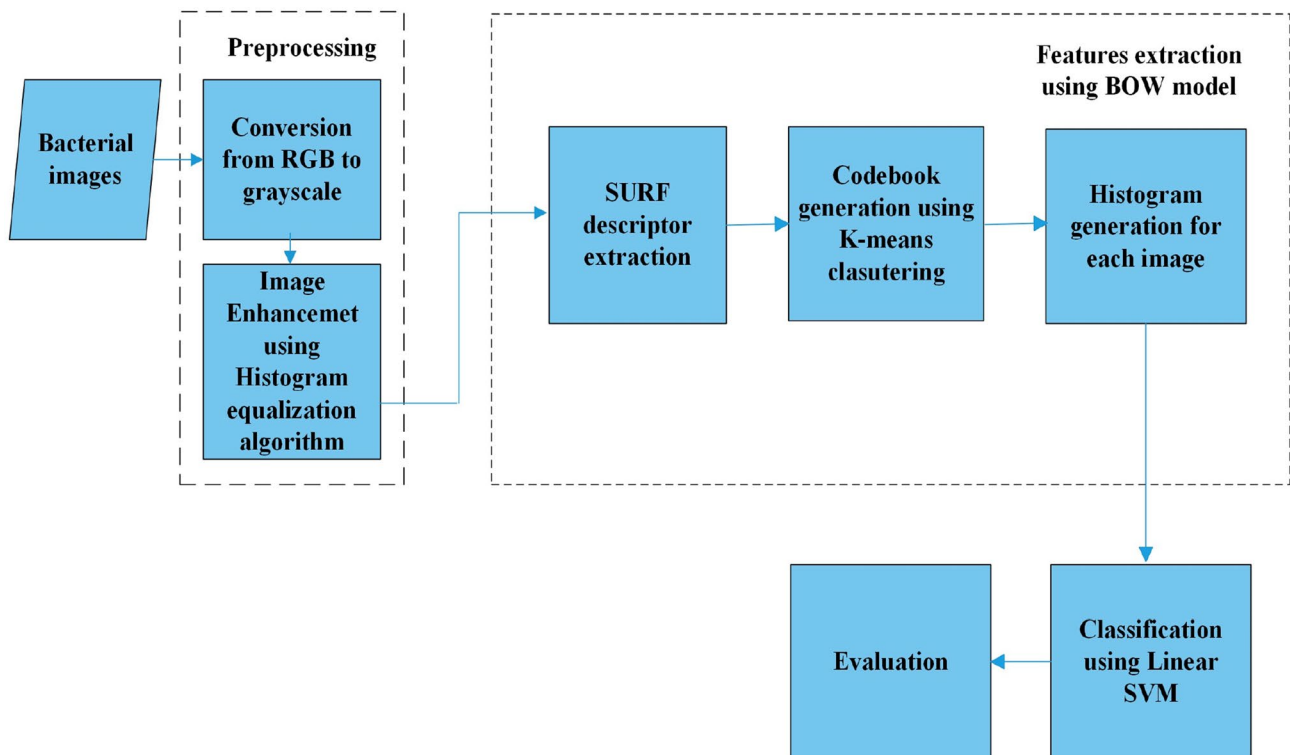 Preprocessing
Bacterial
images
Conversion
from RGB to
grayscale
Image
Enhancemet
using
Histogram
equalization
algorithm
Features extraction
using BOW model
SURF
descriptor
extraction
Codebook
generation using
K-means
clasutering
Histogram
generation for
each image
Classification
using Linear
SVM
Evaluation